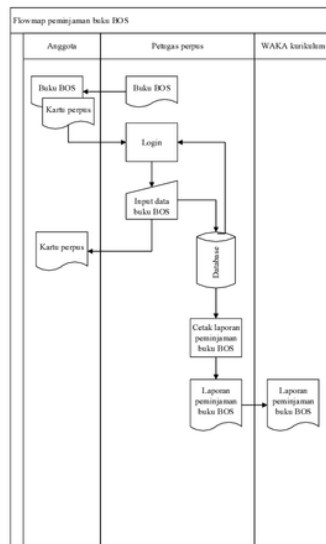 Flowmap peminjaman buku BOS
Anggota
Petugas perpus
WAKA kurikulum
Buku BOS
Kartu perpus
Buku BOS
Login
Input data
buku BOS
Kartu perpus
Database
Cetak laporan
peminjaman
buku BOS
Laporan
peminjaman
buku BOS
Laporan
peminjaman
buku BOS